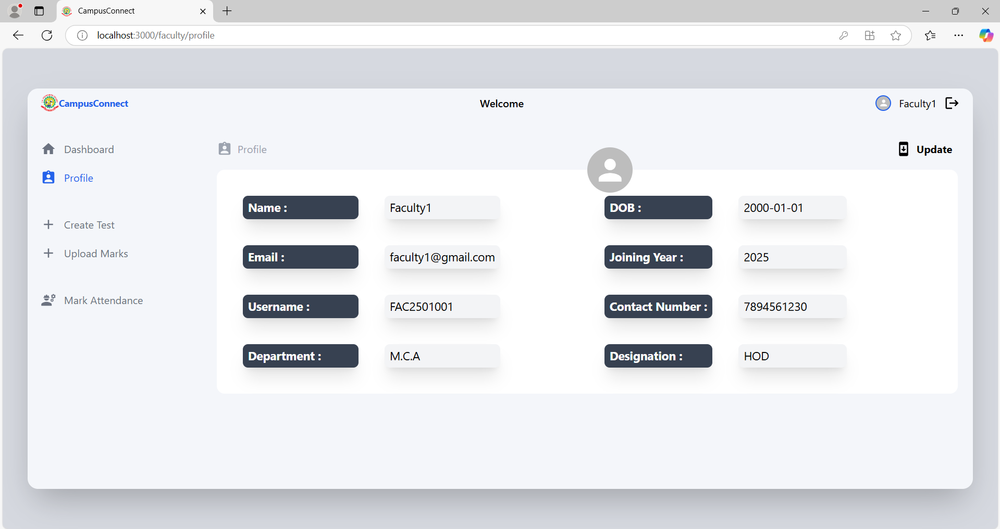 CampusConnect
localhost:3000/faculty/profile
CampusConnect
Welcome
Faculty1
Dashboard
Profile
Create Test
Upload Marks
Mark Attendance
Profile
Update
Name : Faculty1 DOB : 2000-01-01
Email : faculty1@gmail.com Joining Year : 2025
Username : FAC2501001 Contact Number : 7894561230
Department : M.C.A Designation : HOD